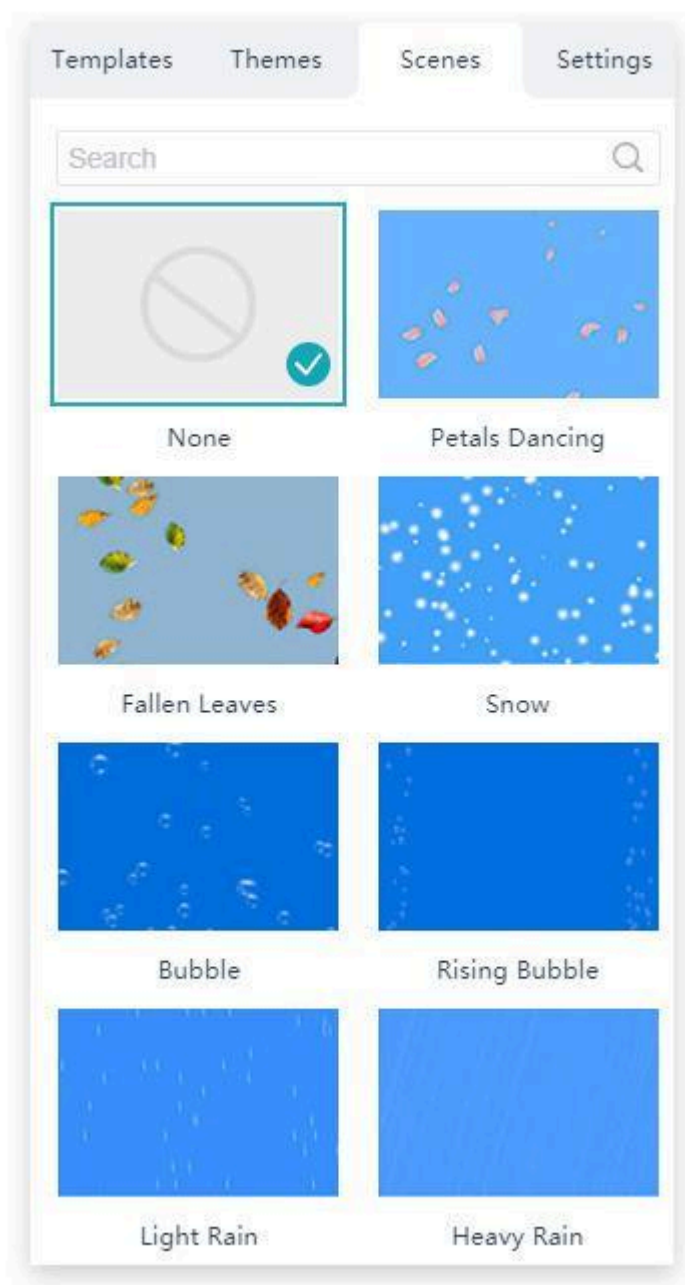 Templates Themes Scenes Settings
Search
None Petals Dancing
Fallen Leaves Snow
Bubble Rising Bubble
Light Rain Heavy Rain